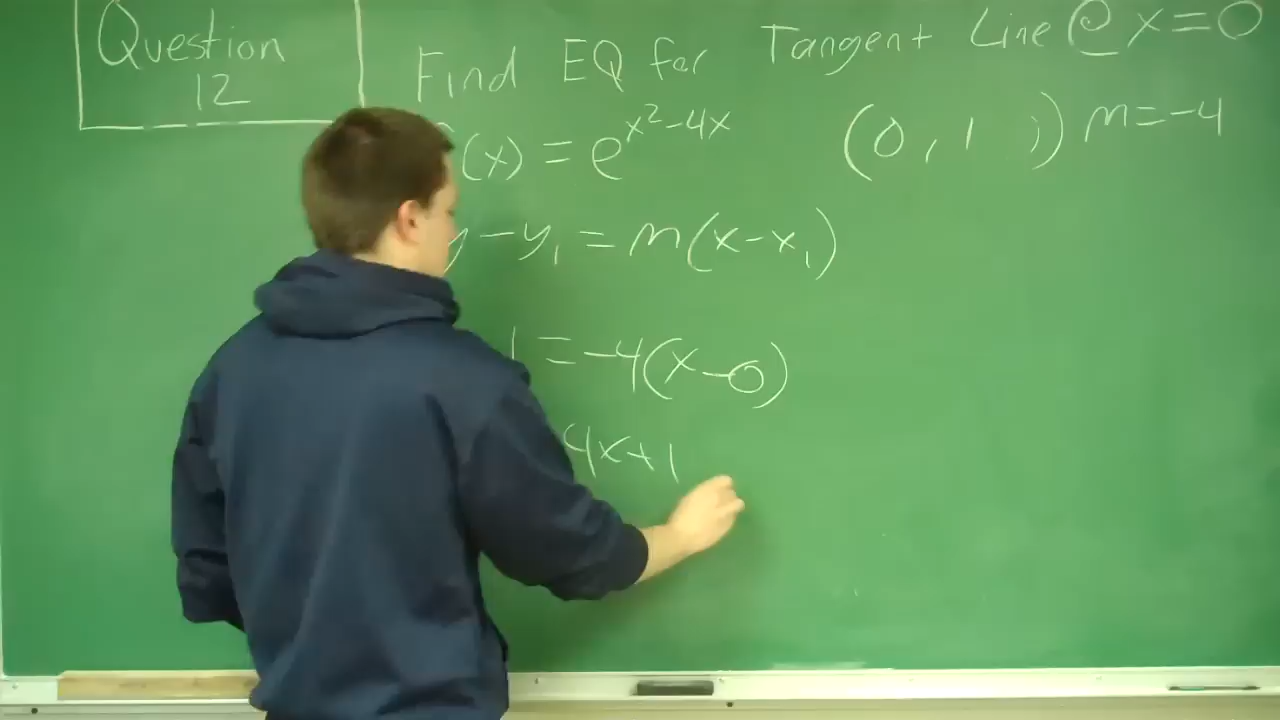 Question
12
Find EQ for Tangent Line @ x=0
(x) = e^{x²-4x}
(0, 1 ) m=-4
y-y₁ = m(x-x₁)
1 = -4(x-0)
4x+1